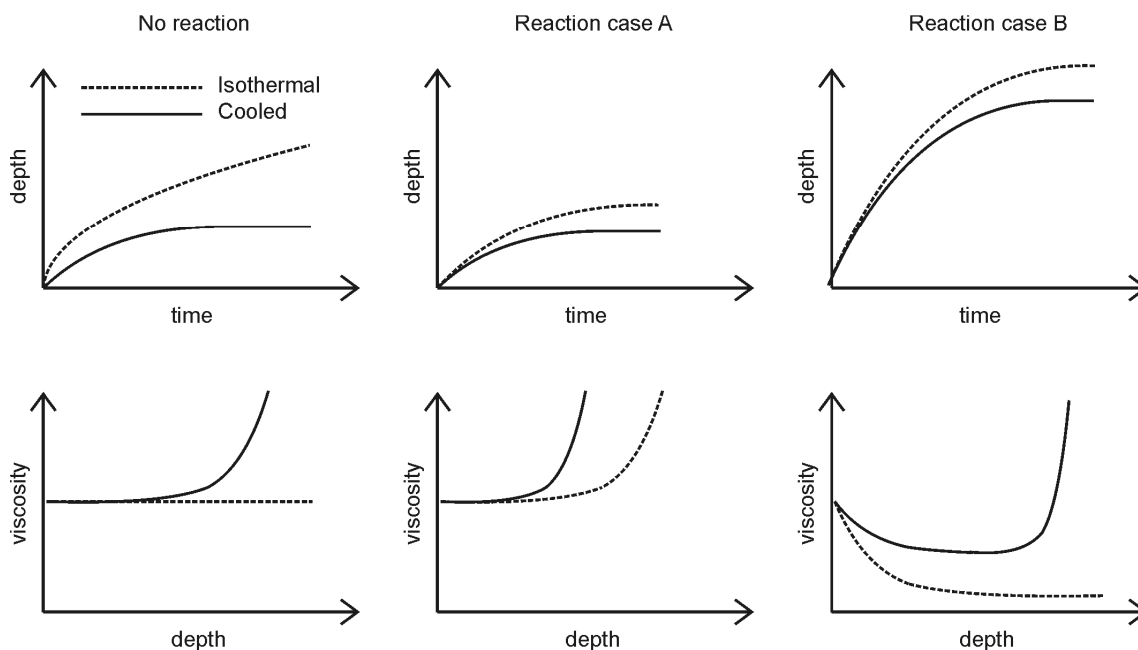 No reaction
Reaction case A
Reaction case B
Isothermal
Cooled
depth
depth
depth
time
time
time
viscosity
viscosity
viscosity
depth
depth
depth